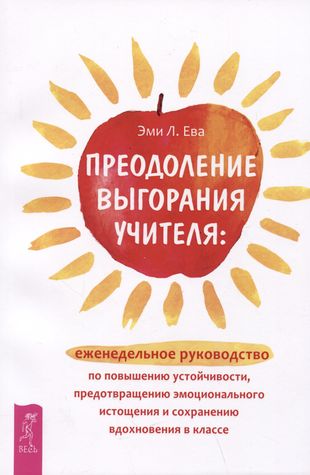 Эми Л. Ева
ПРЕОДОЛЕНИЕ
ВЫГОРАНИЯ
УЧИТЕЛЯ:
еженедельное руководство
по повышению устойчивости,
предотвращению эмоционального
истощения и сохранению
вдохновения в классе
ВЕСЬ